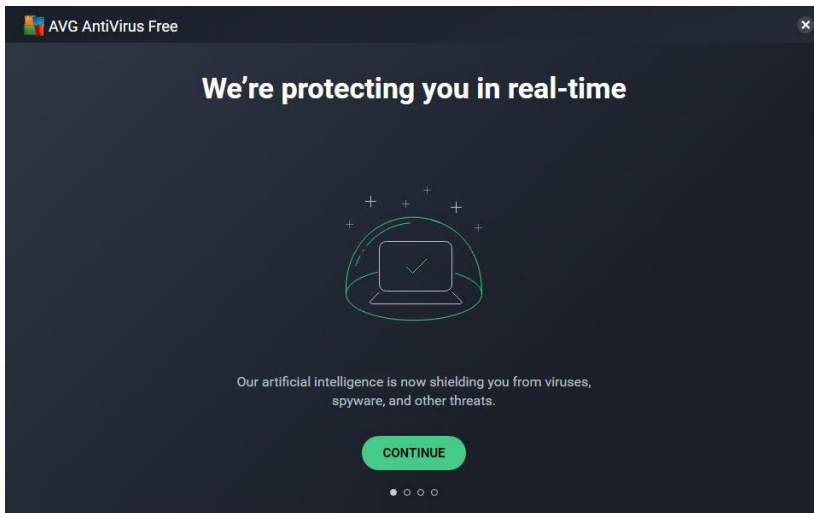 AVG AntiVirus Free
We’re protecting you in real-time
Our artificial intelligence is now shielding you from viruses,
spyware, and other threats.
CONTINUE